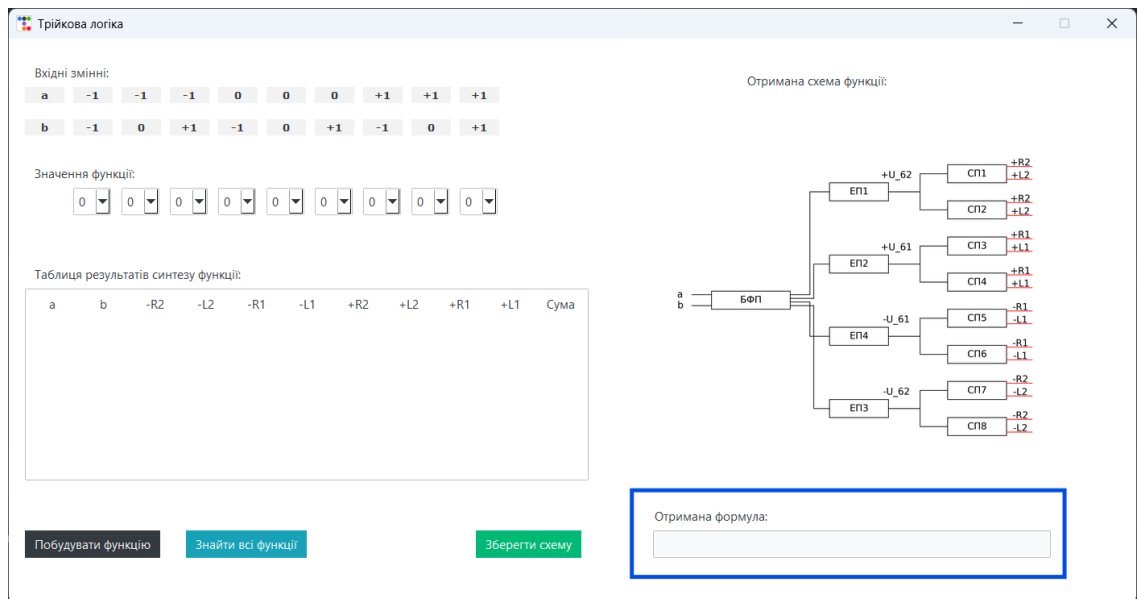 Трійкова логіка
Вхідні змінні:
a -1 -1 -1 0 0 0 +1 +1 +1
b -1 0 +1 -1 0 +1 -1 0 +1
Значення функції:
0 0 0 0 0 0 0 0 0
Таблиця результатів синтезу функції:
a b -R2 -L2 -R1 -L1 +R2 +L2 +R1 +L1 Сума
Побудувати функцію
Знайти всі функції
Зберегти схему
Отримана схема функції:
a
b
БФП
ЕП1
+U_62
СП1
+R2
+L2
СП2
+R2
+L2
ЕП2
+U_61
СП3
+R1
+L1
СП4
+R1
+L1
ЕП4
-U_61
СП5
-R1
-L1
СП6
-R1
-L1
ЕП3
-U_62
СП7
-R2
-L2
СП8
-R2
-L2
Отримана формула: